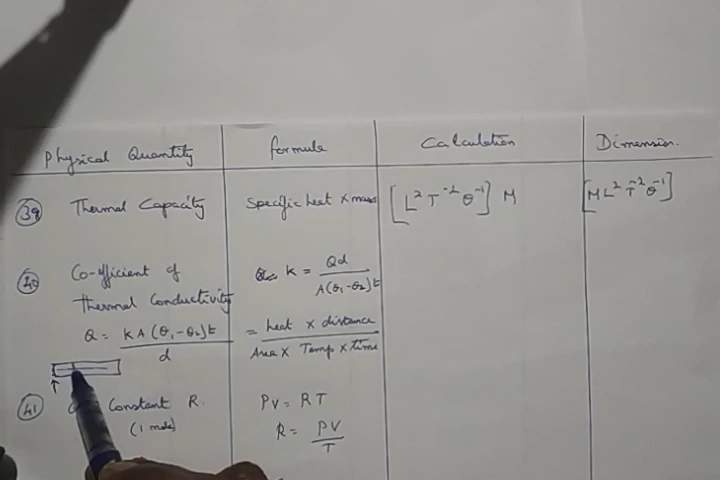 Physical Quantity formula Calculation Dimension.
39 Thermal Capacity Specific heat × mass [L² T⁻² θ⁻¹] M [M L² T⁻² θ⁻¹]
40 Co-efficient of Thermal Conductivity K = Qd / A(θ₁-θ₂)t
Q = KA(θ₁-θ₂)t / d = heat × distance / Area × Temp × time
41 Constant R. PV = RT
(1 mole) R = PV / T